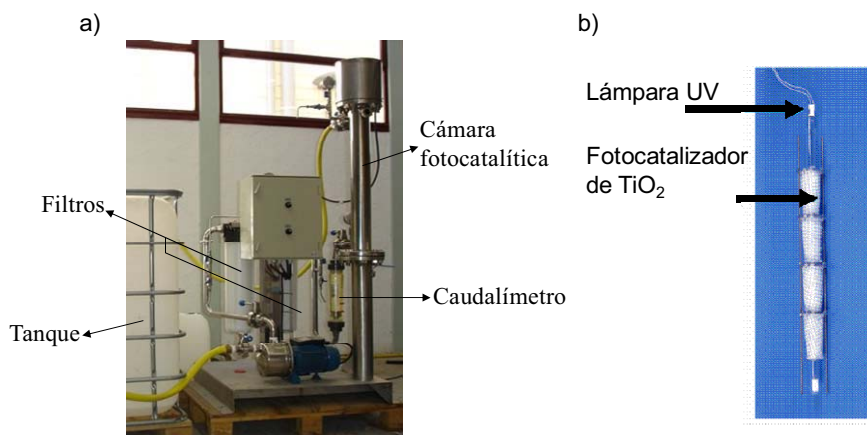 a)
Cámara
fotocatalítica
Filtros
Caudalímetro
Tanque
b)
Lámpara UV
Fotocatalizador
de TiO2